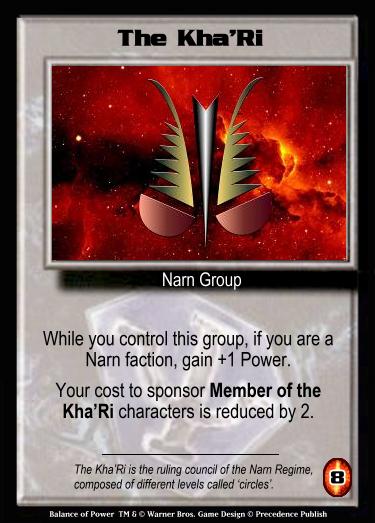 The Kha'Ri
Narn Group
While you control this group, if you are a
Narn faction, gain +1 Power.
Your cost to sponsor Member of the
Kha'Ri characters is reduced by 2.
The Kha'Ri is the ruling council of the Narn Regime,
composed of different levels called 'circles'.
8
Balance of Power TM & © Warner Bros. Game Design © Precedence Publish